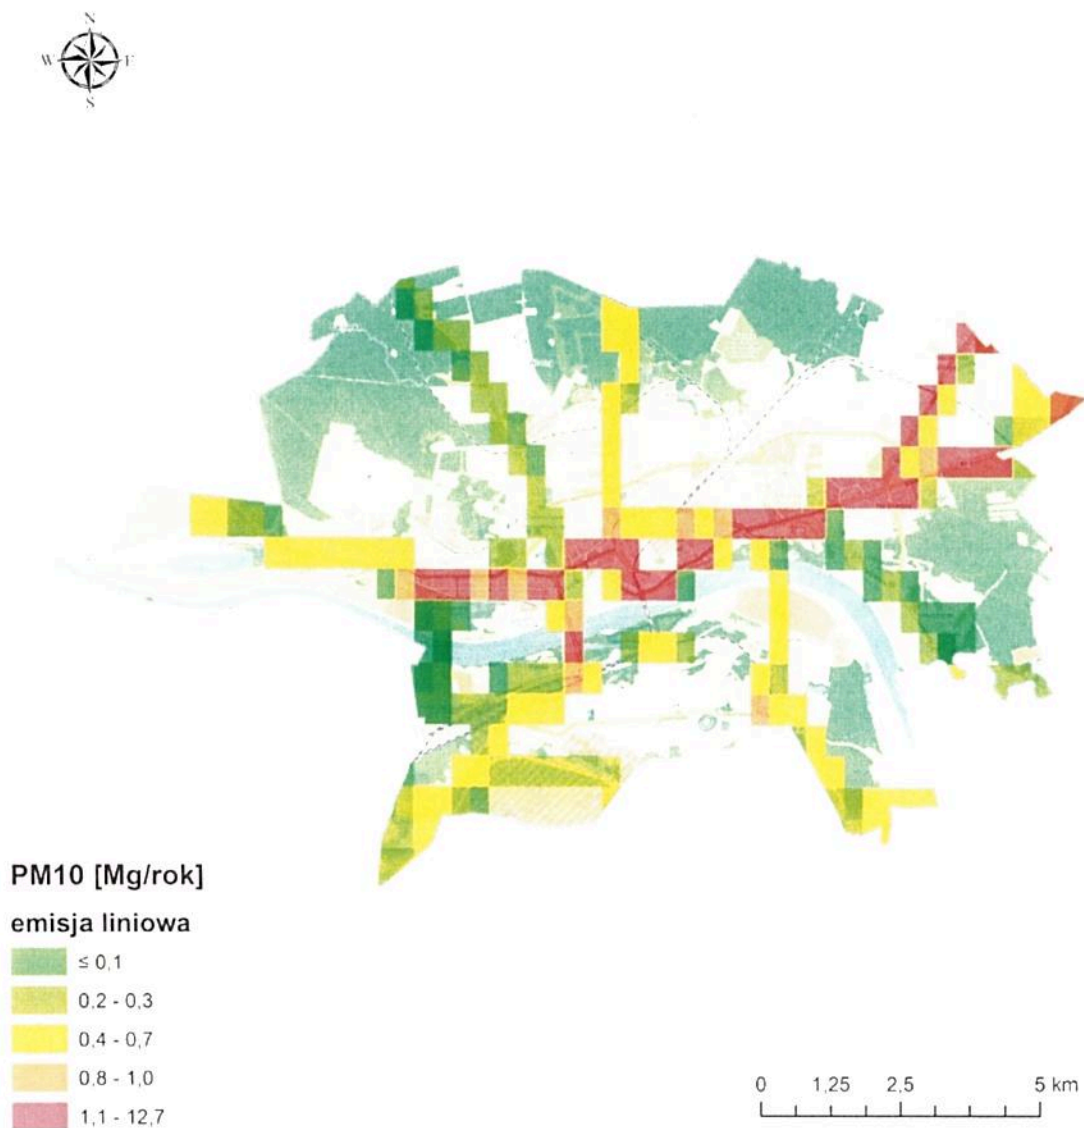 N
W E
S
PM10 [Mg/rok]
emisja liniowa
≤ 0,1
0,2 - 0,3
0,4 - 0,7
0,8 - 1,0
1,1 - 12,7
0 1,25 2,5 5 km